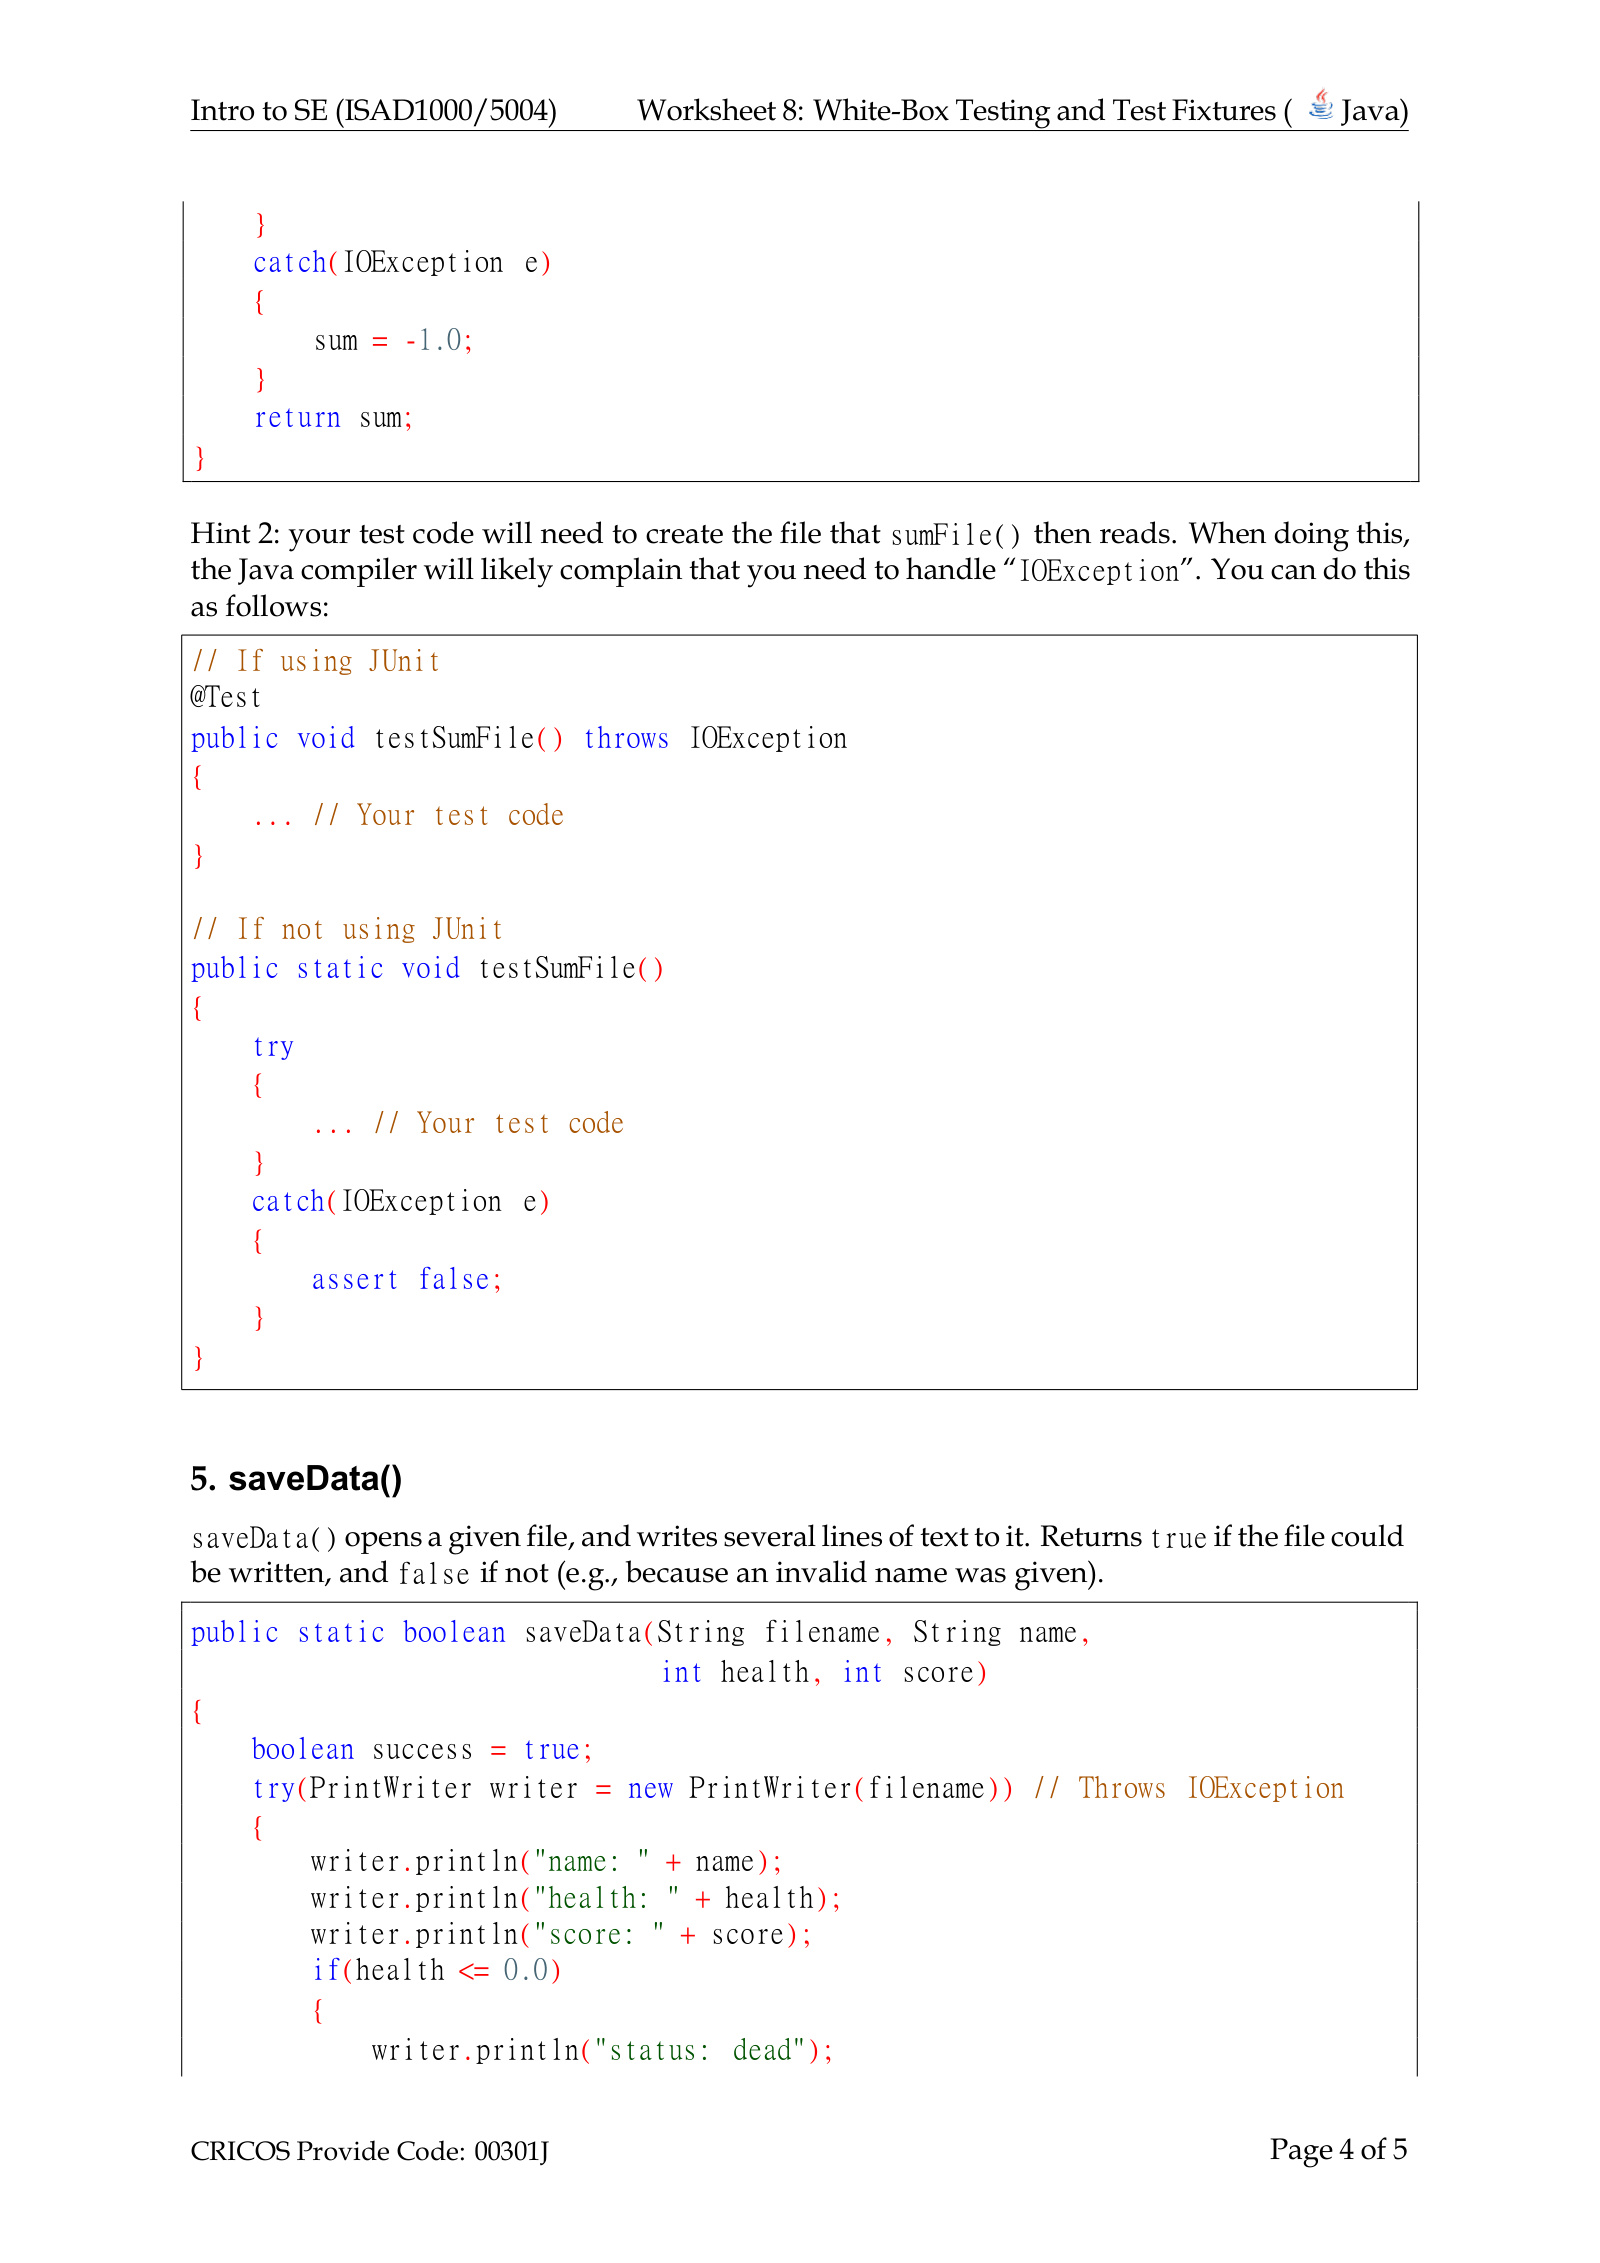 Intro to SE (ISAD1000/5004) Worksheet 8: White-Box Testing and Test Fixtures ( Java)
}
catch(IOException e)
{
sum = -1.0;
}
return sum;
}
Hint 2: your test code will need to create the file that sumFile() then reads. When doing this,
the Java compiler will likely complain that you need to handle “IOException”. You can do this
as follows:
// If using JUnit
@Test
public void testSumFile() throws IOException
{
... // Your test code
}
// If not using JUnit
public static void testSumFile()
{
try
{
... // Your test code
}
catch(IOException e)
{
assert false;
}
}
5. saveData()
saveData() opens a given file, and writes several lines of text to it. Returns true if the file could
be written, and false if not (e.g., because an invalid name was given).
public static boolean saveData(String filename, String name,
int health, int score)
{
boolean success = true;
try(PrintWriter writer = new PrintWriter(filename)) // Throws IOException
{
writer.println("name: " + name);
writer.println("health: " + health);
writer.println("score: " + score);
if(health <= 0.0)
{
writer.println("status: dead");
CRICOS Provide Code: 00301J Page 4 of 5